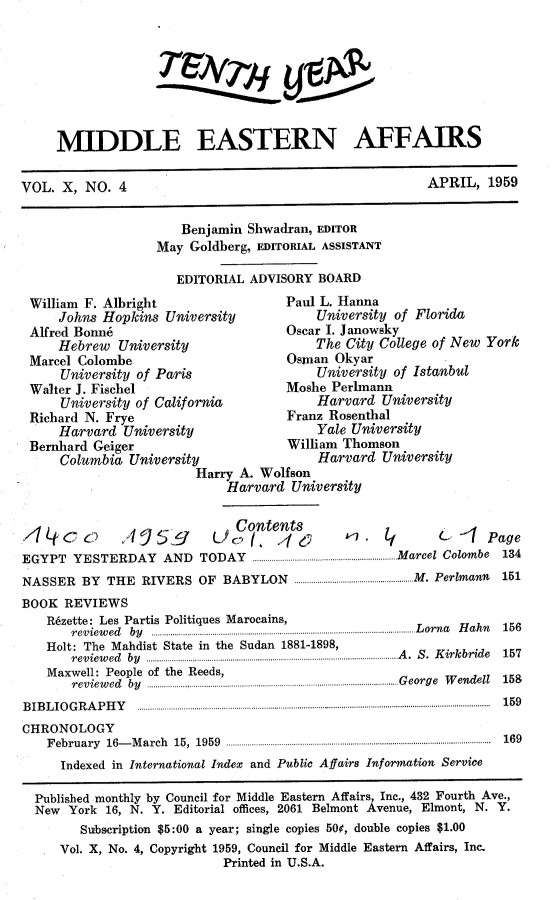 TENTH YEAR
MIDDLE EASTERN AFFAIRS
VOL. X, NO. 4 APRIL, 1959
Benjamin Shwadran, EDITOR
May Goldberg, EDITORIAL ASSISTANT
EDITORIAL ADVISORY BOARD
William F. Albright
Johns Hopkins University
Alfred Bonné
Hebrew University
Marcel Colombe
University of Paris
Walter J. Fischel
University of California
Richard N. Frye
Harvard University
Bernhard Geiger
Columbia University
Paul L. Hanna
University of Florida
Oscar I. Janowsky
The City College of New York
Osman Okyar
University of Istanbul
Moshe Perlmann
Harvard University
Franz Rosenthal
Yale University
William Thomson
Harvard University
Harry A. Wolfson
Harvard University
Contents
1400 1959 Vol. 10 n. 4 c 1 Page
EGYPT YESTERDAY AND TODAY Marcel Colombe 134
NASSER BY THE RIVERS OF BABYLON M. Perlmann 151
BOOK REVIEWS
Rézette: Les Partis Politiques Marocains,
reviewed by Lorna Hahn 156
Holt: The Mahdist State in the Sudan 1881-1898,
reviewed by A. S. Kirkbride 157
Maxwell: People of the Reeds,
reviewed by George Wendell 158
BIBLIOGRAPHY 159
CHRONOLOGY
February 16—March 15, 1959 169
Indexed in International Index and Public Affairs Information Service
Published monthly by Council for Middle Eastern Affairs, Inc., 432 Fourth Ave.,
New York 16, N. Y. Editorial offices, 2061 Belmont Avenue, Elmont, N. Y.
Subscription $5:00 a year; single copies 50¢, double copies $1.00
Vol. X, No. 4, Copyright 1959, Council for Middle Eastern Affairs, Inc.
Printed in U.S.A.